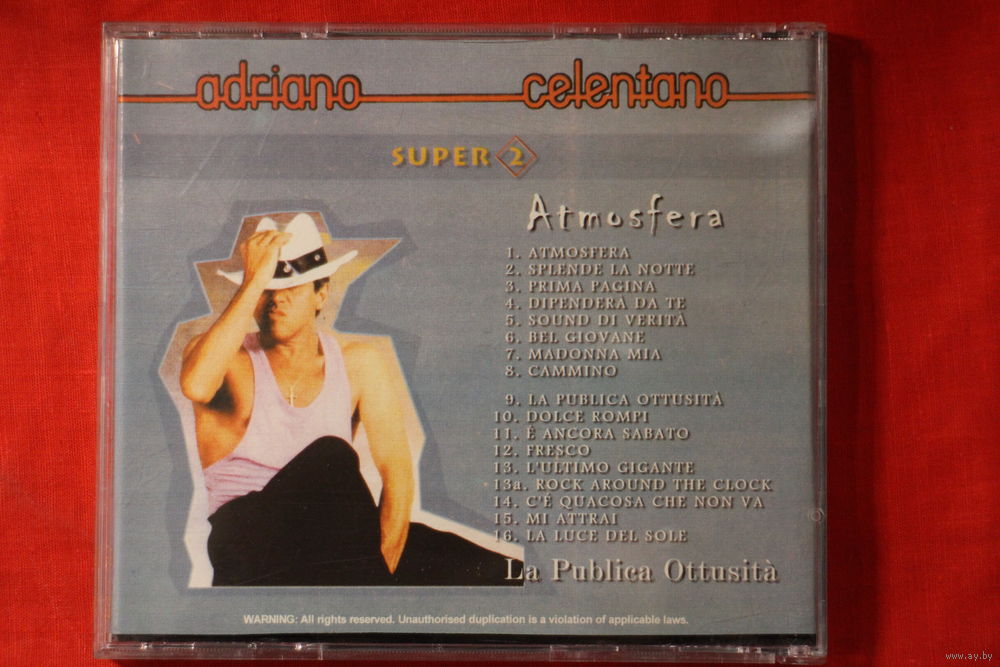 adriano celentano
SUPER 2
Atmosfera
1. ATMOSFERA
2. SPLENDE LA NOTTE
3. PRIMA PAGINA
4. DIPENDERÀ DA TE
5. SOUND DI VERITÀ
6. BEL GIOVANE
7. MADONNA MIA
8. CAMMINO
9. LA PUBLICA OTTUSITÀ
10. DOLCE ROMPI
11. É ANCORA SABATO
12. FRESCO
13. L'ULTIMO GIGANTE
13a. ROCK AROUND THE CLOCK
14. C'É QUACOSA CHE NON VA
15. MI ATTRAI
16. LA LUCE DEL SOLE
La Publica Ottusità
WARNING: All rights reserved. Unauthorised duplication is a violation of applicable laws.
www.ay.by